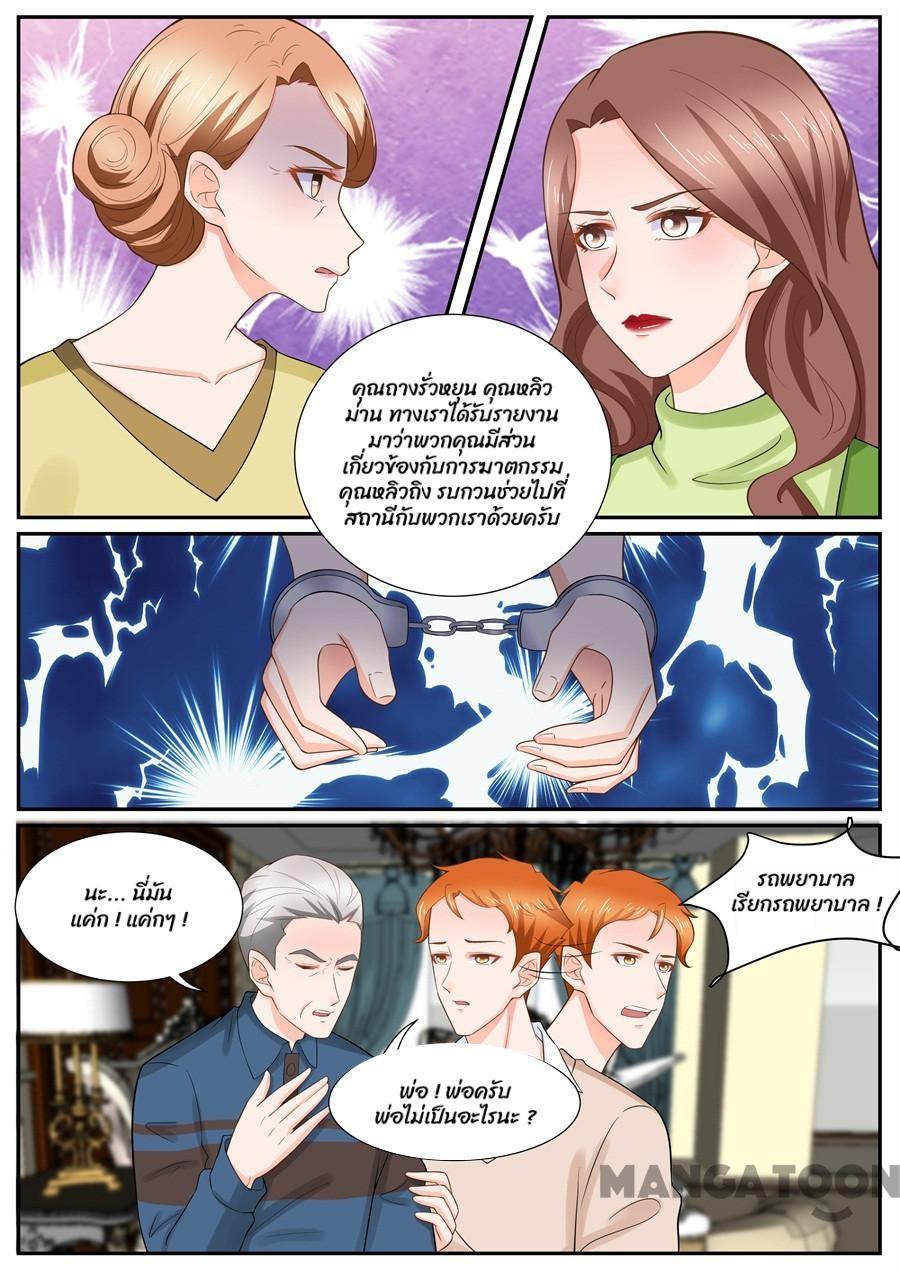 คุณถางรั่วหยุน คุณหลิว
ม่าน ทางเราได้รับรายงาน
มาว่าพวกคุณมีส่วน
เกี่ยวข้องกับการฆาตกรรม
คุณหลิวถิง รบกวนช่วยไปที่
สถานีกับพวกเราด้วยครับ
นะ... นี่มัน
แค่ก ! แค่กๆ !
รถพยาบาล
เรียกรถพยาบาล !
พ่อ ! พ่อครับ
พ่อไม่เป็นอะไรนะ ?
MANGATOON